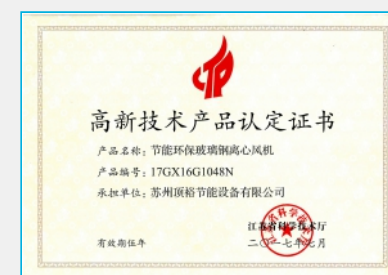 高新技术产品认定证书
产品名称：节能环保玻璃钢离心风机
产品编号：17GX16G1048N
承担单位：苏州顶裕节能设备有限公司
江苏省科学技术厅
有效期伍年
二〇一七年七月